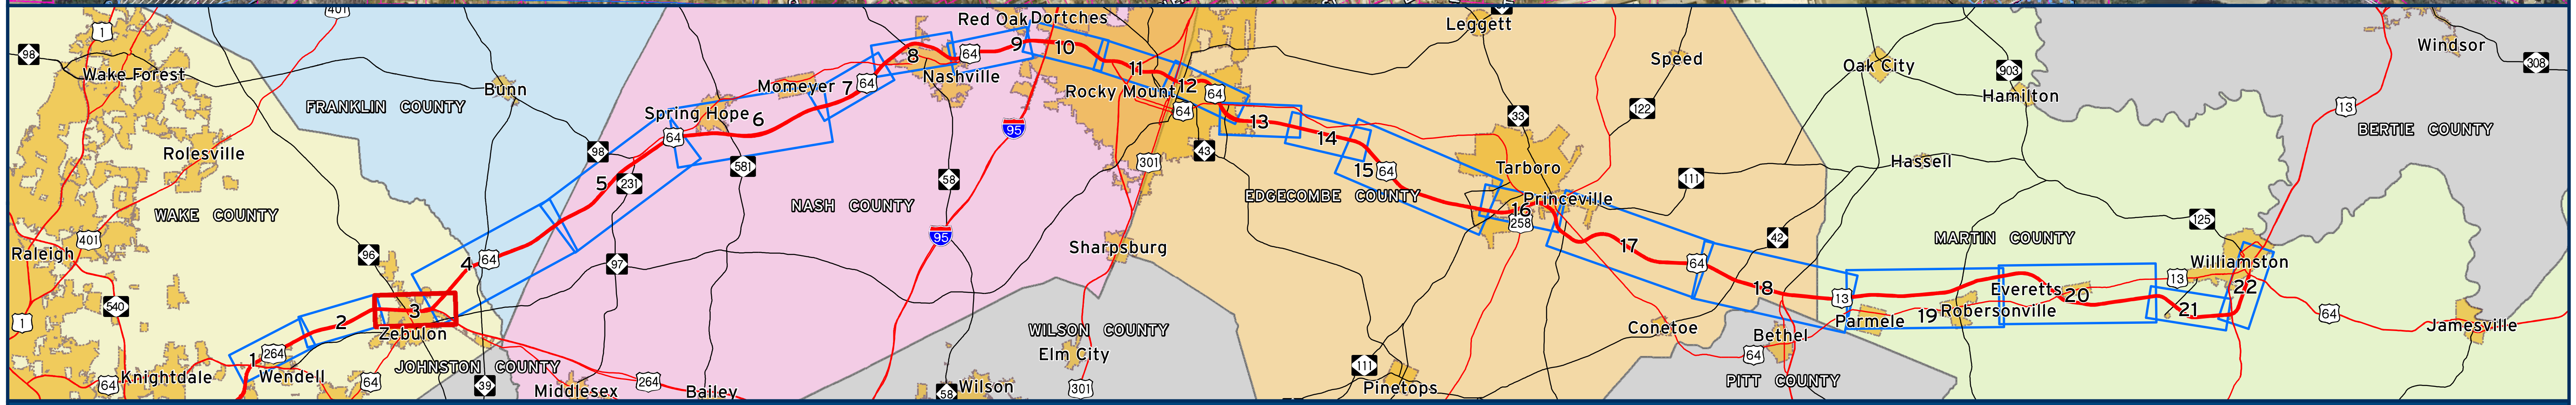 401
Red Oak
Dortches
Leggett
1
98
Wake Forest
8
64
9
10
Speed
Windsor
308
Oak City
903
Bunn
Momeyer
7
64
Nashville
11
Rocky Mount
12
64
64
Hamilton
FRANKLIN COUNTY
Spring Hope
6
64
95
13
14
33
122
13
BERTIE COUNTY
Rolesville
98
581
301
43
15
64
Tarboro
Hassell
5
231
58
111
EDGECOMBE COUNTY
Princeville
WAKE COUNTY
NASH COUNTY
16
258
125
401
Raleigh
96
4
64
97
95
Sharpsburg
17
42
MARTIN COUNTY
64
Williamston
13
540
3
2
1
Zebulon
18
13
Everetts
20
22
19
Robersonville
21
64
Parmele
WILSON COUNTY
Conetoe
Bethel
Jamesville
264
1
Elm City
64
JOHNSTON COUNTY
111
64
Knightdale
Wendell
64
39
Middlesex
264
Bailey
58
Wilson
301
Pinetops
PITT COUNTY